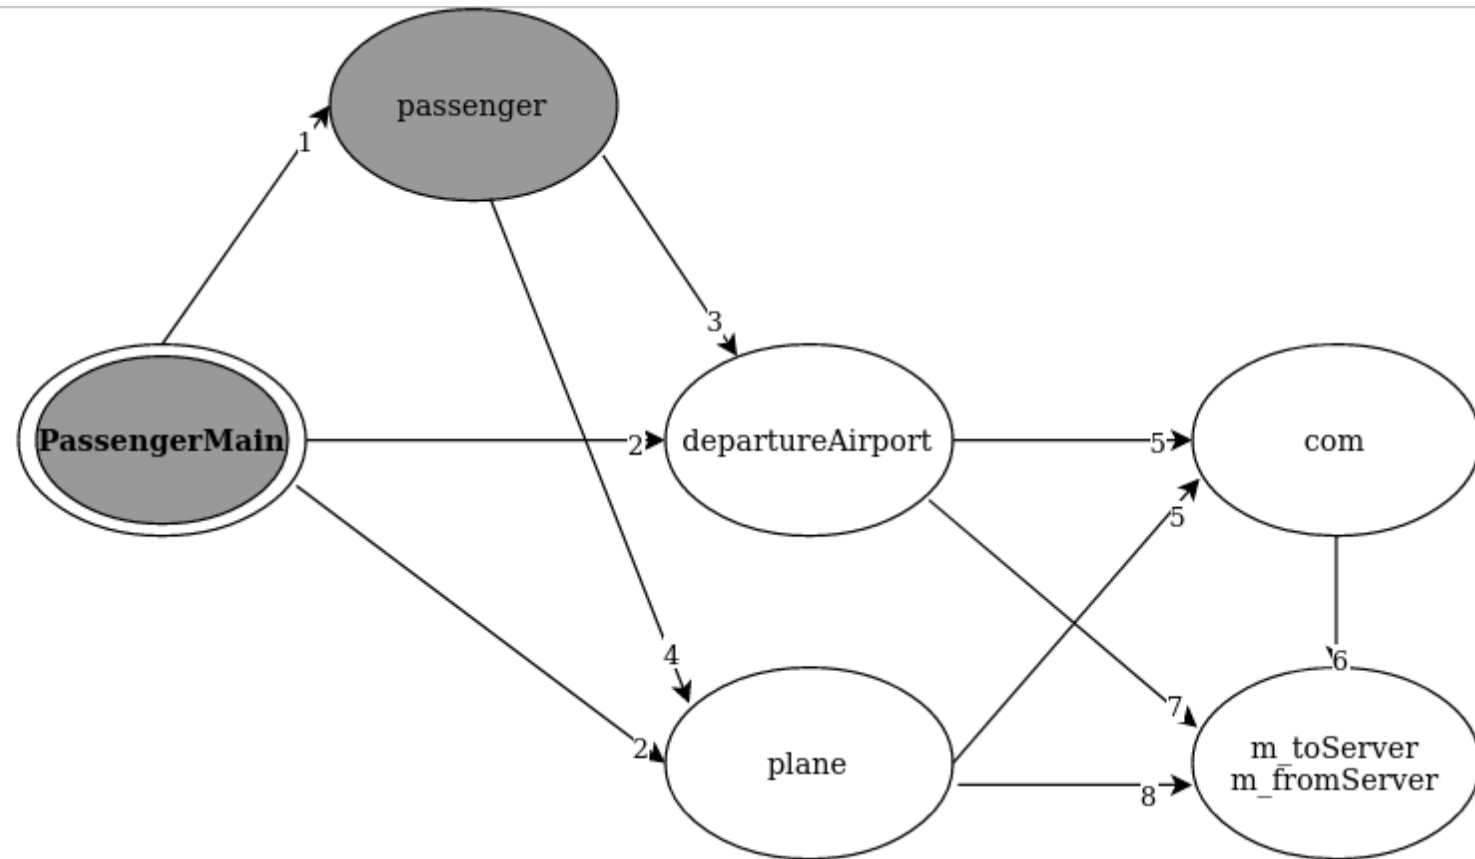 passenger
1
3
PassengerMain
2
departureAirport
5
com
5
4
6
7
2
plane
m_toServer
m_fromServer
8